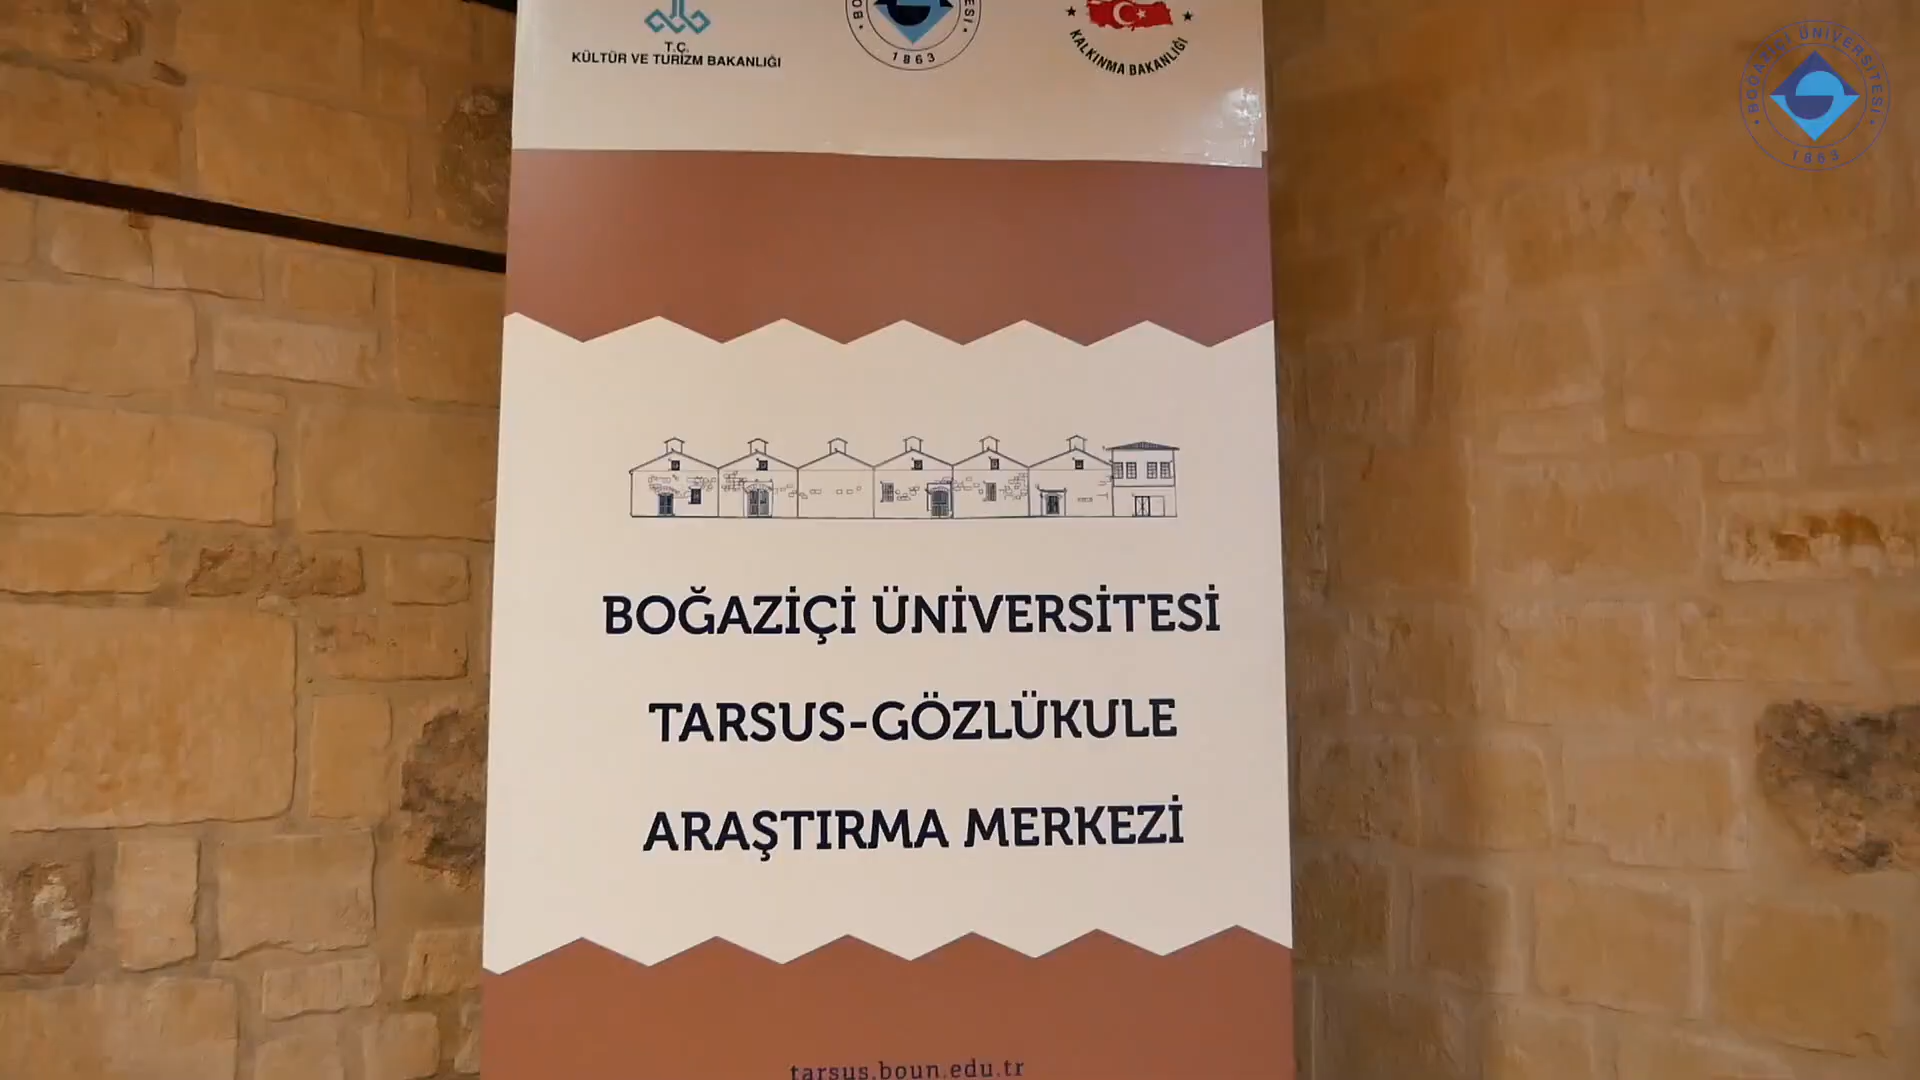 T.C.
KÜLTÜR VE TURİZM BAKANLIĞI
1863
KALKINMA BAKANLIĞI
BOĞAZİÇİ ÜNİVERSİTESİ
1863
BOĞAZİÇİ ÜNİVERSİTESİ
TARSUS-GÖZLÜKULE
ARAŞTIRMA MERKEZİ
tarsus.boun.edu.tr